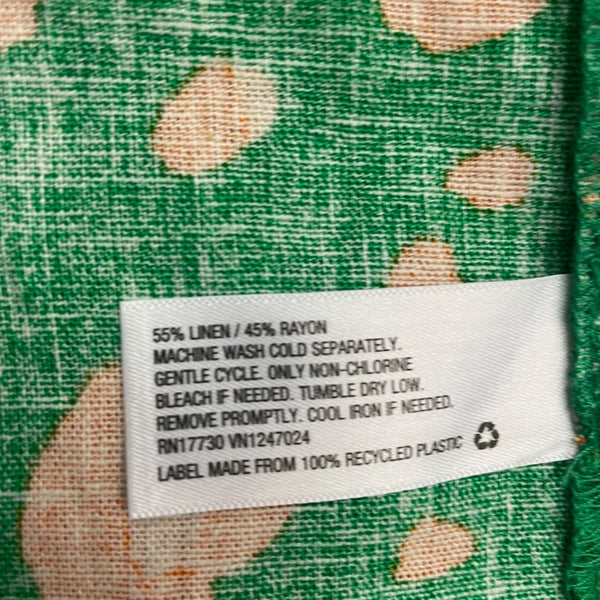 55% LINEN / 45% RAYON
MACHINE WASH COLD SEPARATELY.
GENTLE CYCLE. ONLY NON-CHLORINE
BLEACH IF NEEDED. TUMBLE DRY LOW.
REMOVE PROMPTLY. COOL IRON IF NEEDED.
RN17730 VN1247024
LABEL MADE FROM 100% RECYCLED PLASTIC